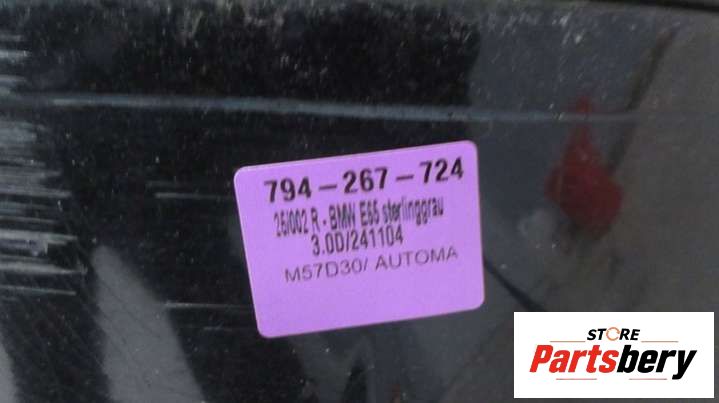 794-267-724
26/002 R - BMW E65 sterlinggrau
3.0D/241104
M57D30/ AUTOMA
STORE
Partsbery